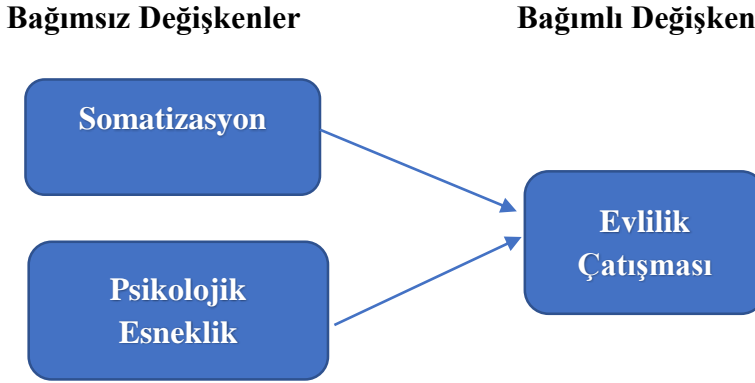 Bağımsız Değişkenler
Bağımlı Değişken
Somatizasyon
Psikolojik
Esneklik
Evlilik
Çatışması